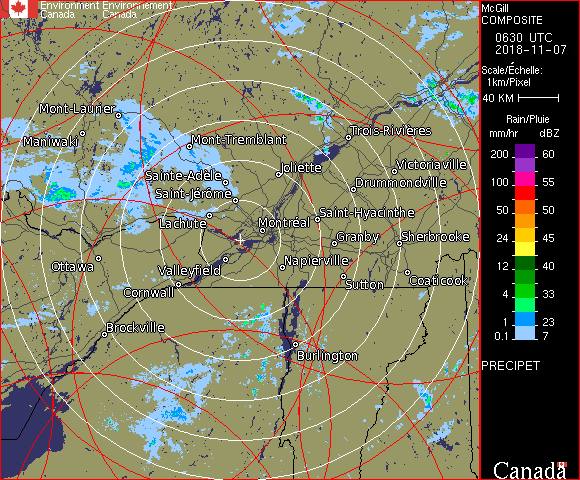 Environment Environnement
Canada Canada
McGill
COMPOSITE
0630 UTC
2018-11-07
Scale/Échelle:
1km/Pixel
40 KM
Rain/Pluie
mm/hr dBZ
200 60
55
100 55
50 50
24 45
12 40
4 33
1 23
0.1 7
PRECIPET
Canada
Mont-Laurier
Maniwaki
Mont-Tremblant
Trois-Rivières
Joliette
Victoriaville
Sainte-Adèle
Drummondville
Saint-Jérôme
Saint-Hyacinthe
Lachute
Montréal
Granby
Sherbrooke
Ottawa
Napierville
Valleyfield
Coaticook
Sutton
Cornwall
Brockville
Burlington